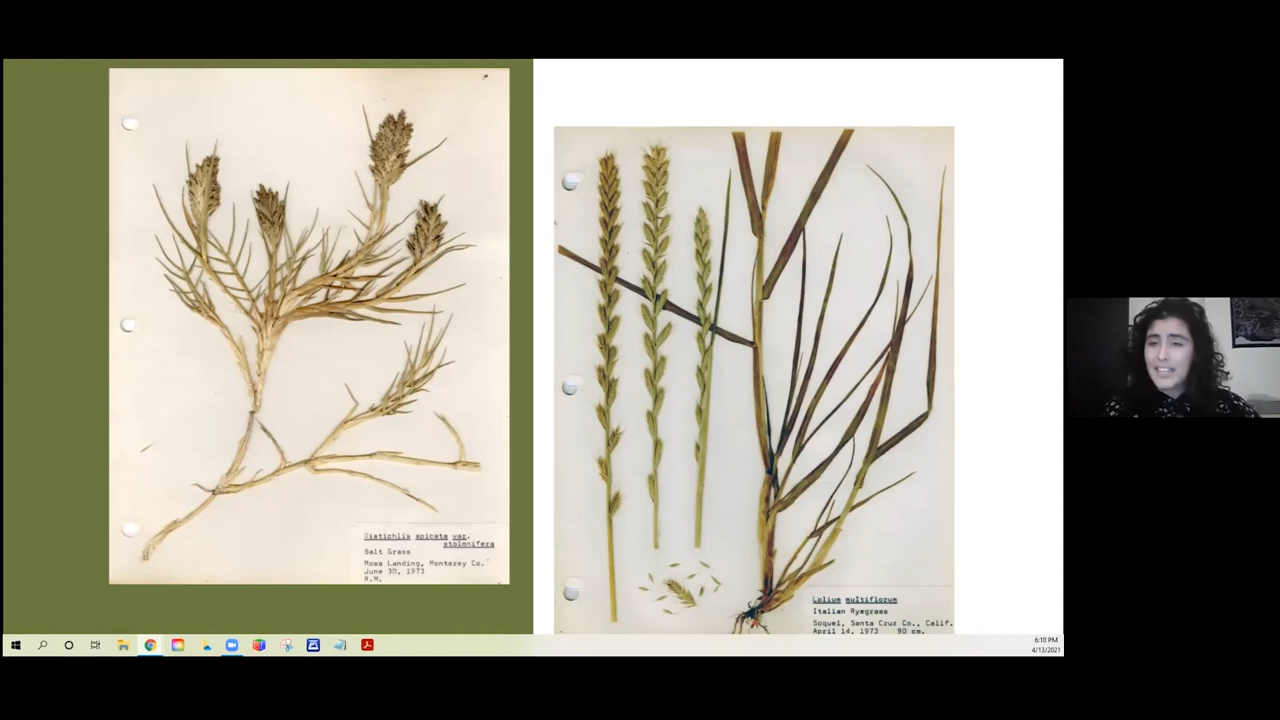 Distichlis spicata var.
stolonifera
Salt Grass
Moss Landing, Monterey Co.
June 30, 1973
R.M.
Lolium multiflorum
Italian Ryegrass
Soquel, Santa Cruz Co., Calif.
April 14, 1973 90 cm.
6:18 PM
4/13/2021